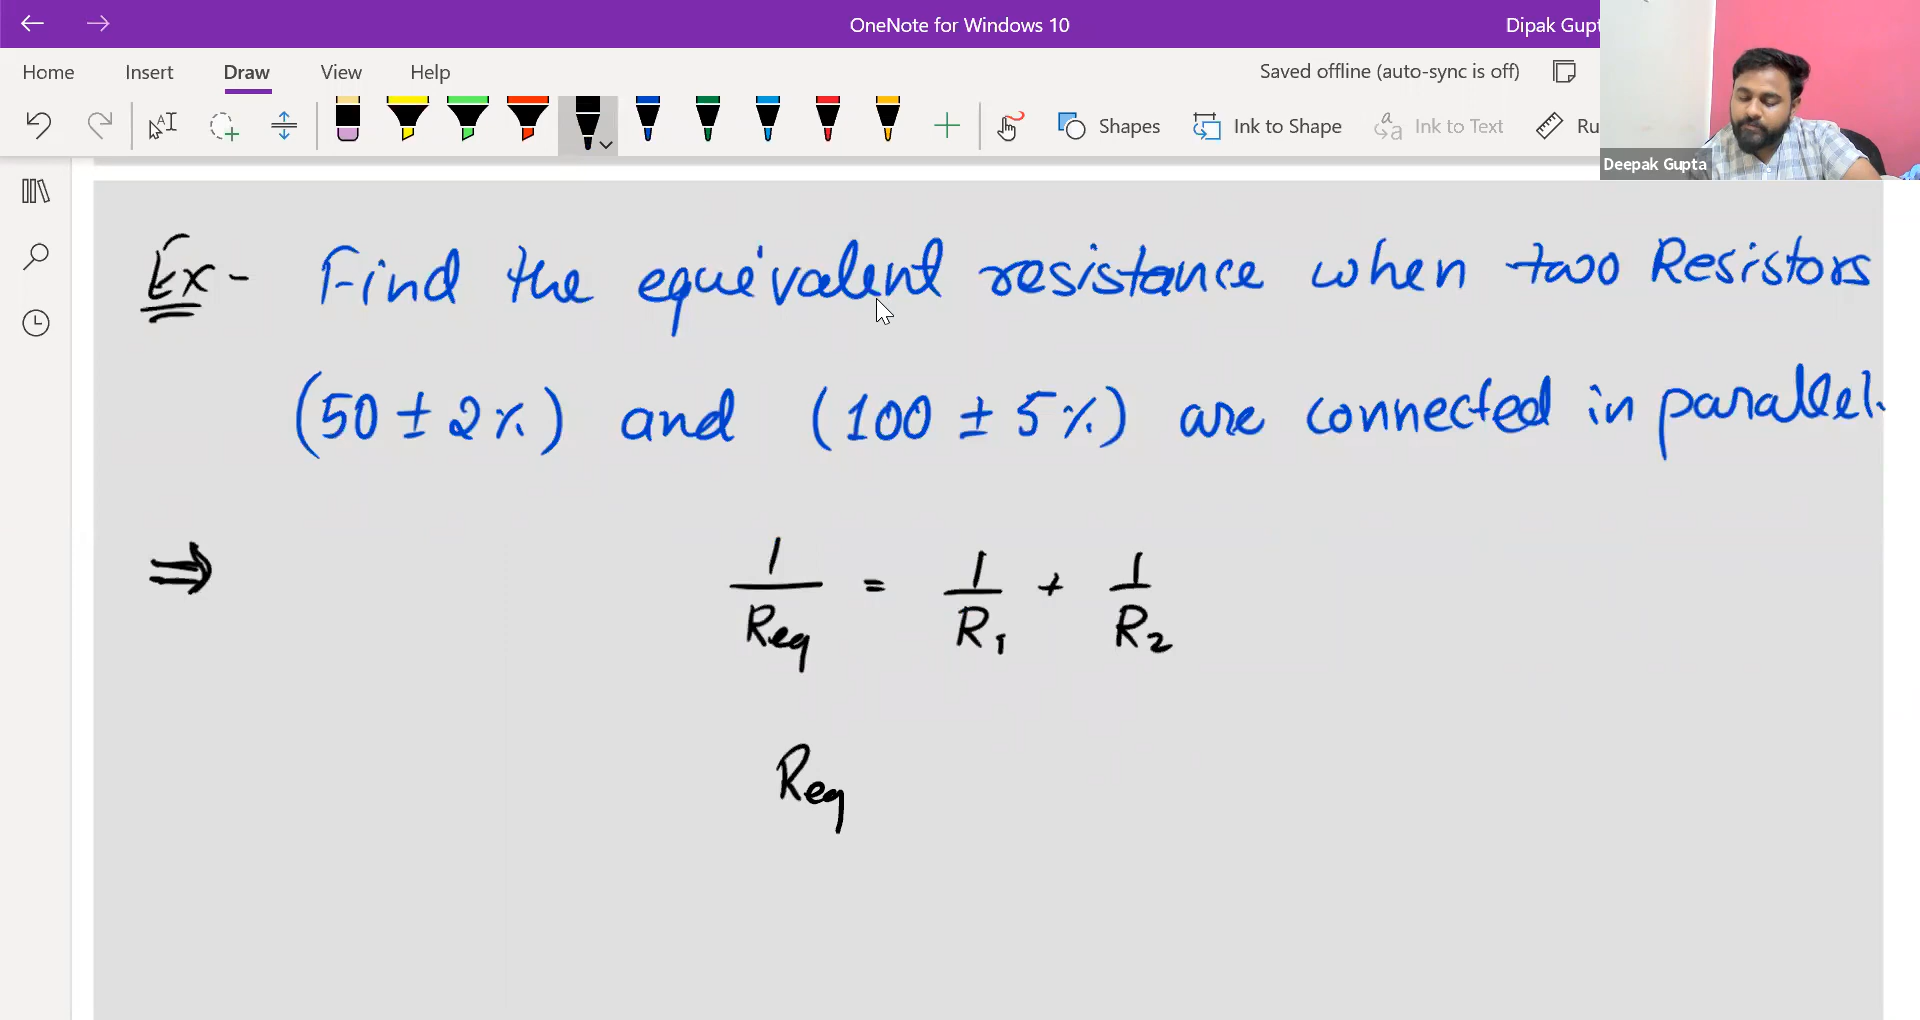 OneNote for Windows 10
Dipak Gupt
Home Insert Draw View Help
Saved offline (auto-sync is off)
Shapes Ink to Shape Ink to Text Ru
Deepak Gupta
Ex - Find the equivalent resistance when two Resistors
(50 ± 2%) and (100 ± 5%) are connected in parallel.
⇒ 1/Req = 1/R1 + 1/R2
Req